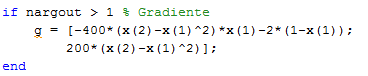 if nargout > 1 % Gradiente
g = [-400*(x(2)-x(1)^2)*x(1)-2*(1-x(1));
200*(x(2)-x(1)^2)];
end